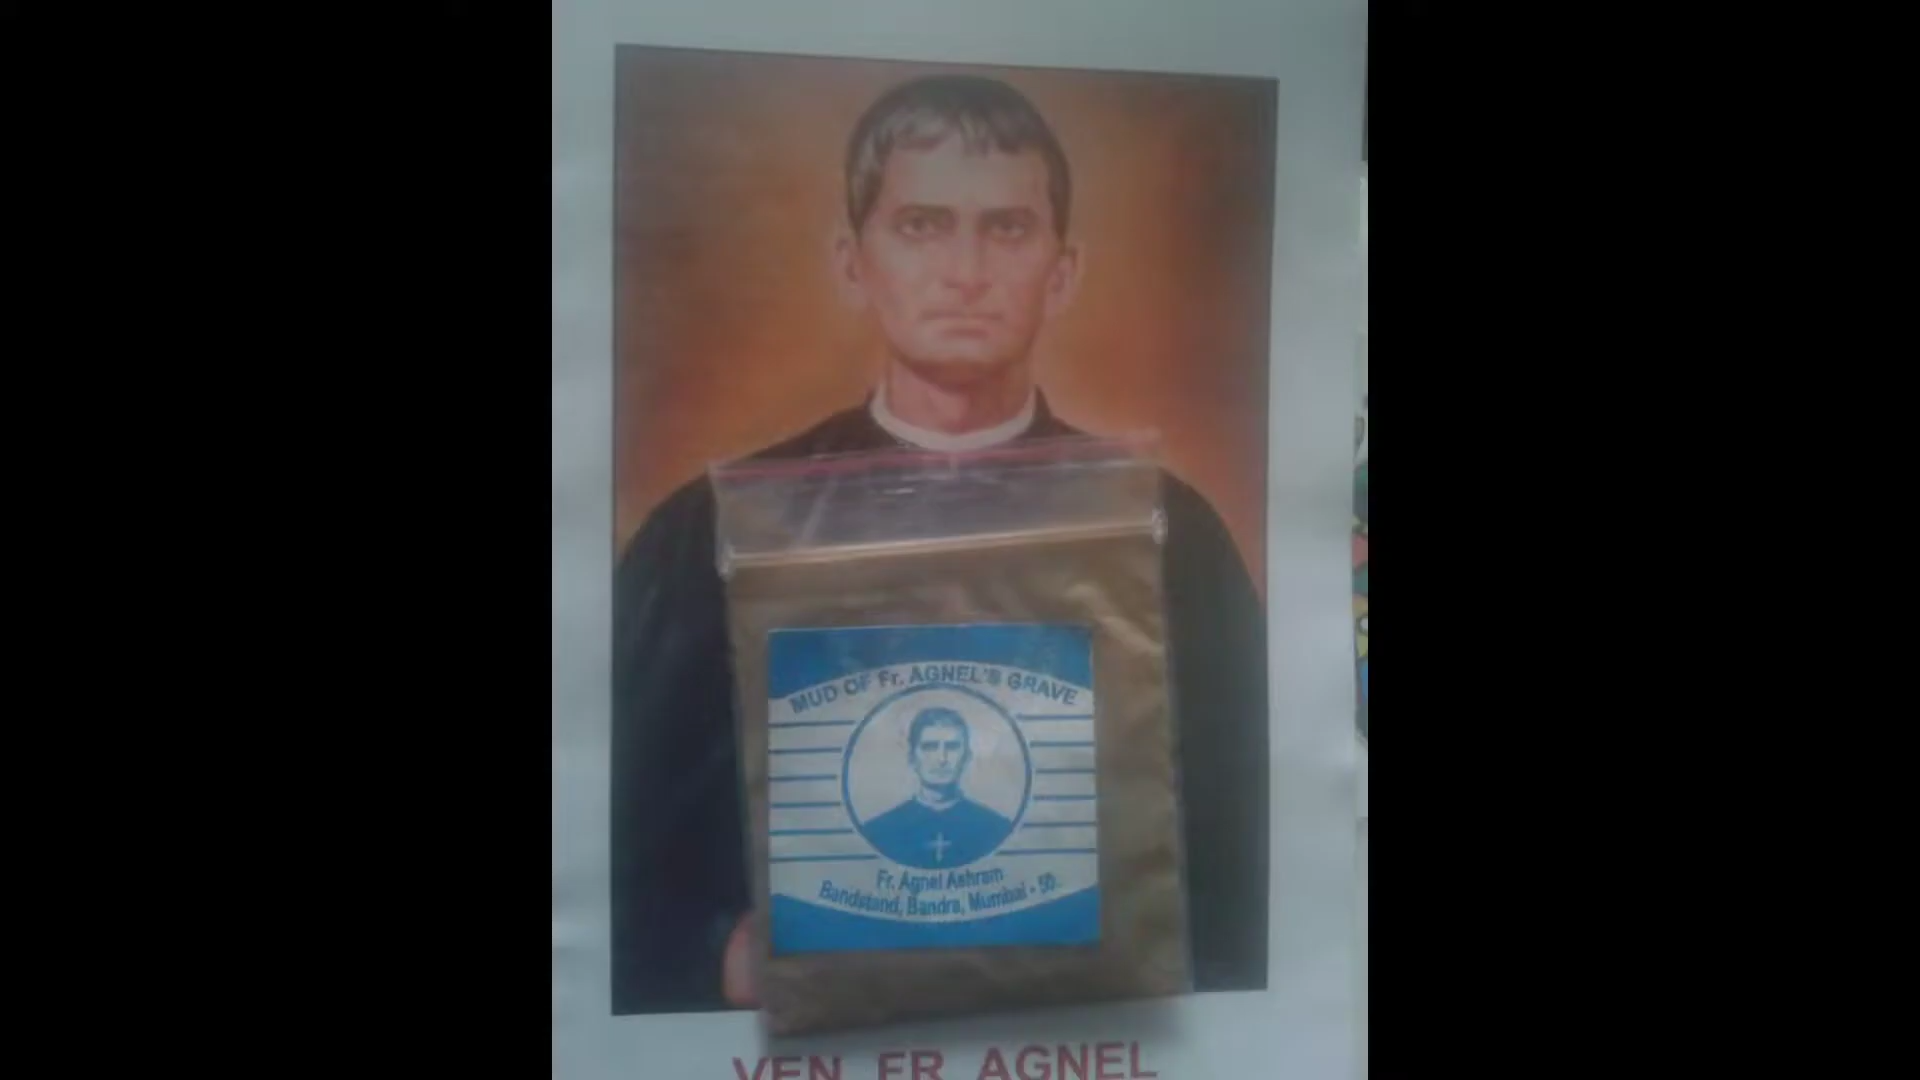 MUD OF Fr. AGNEL'S GRAVE
Fr. Agnel Ashram
Bandstand, Bandra, Mumbai - 50.
VEN. FR. AGNEL